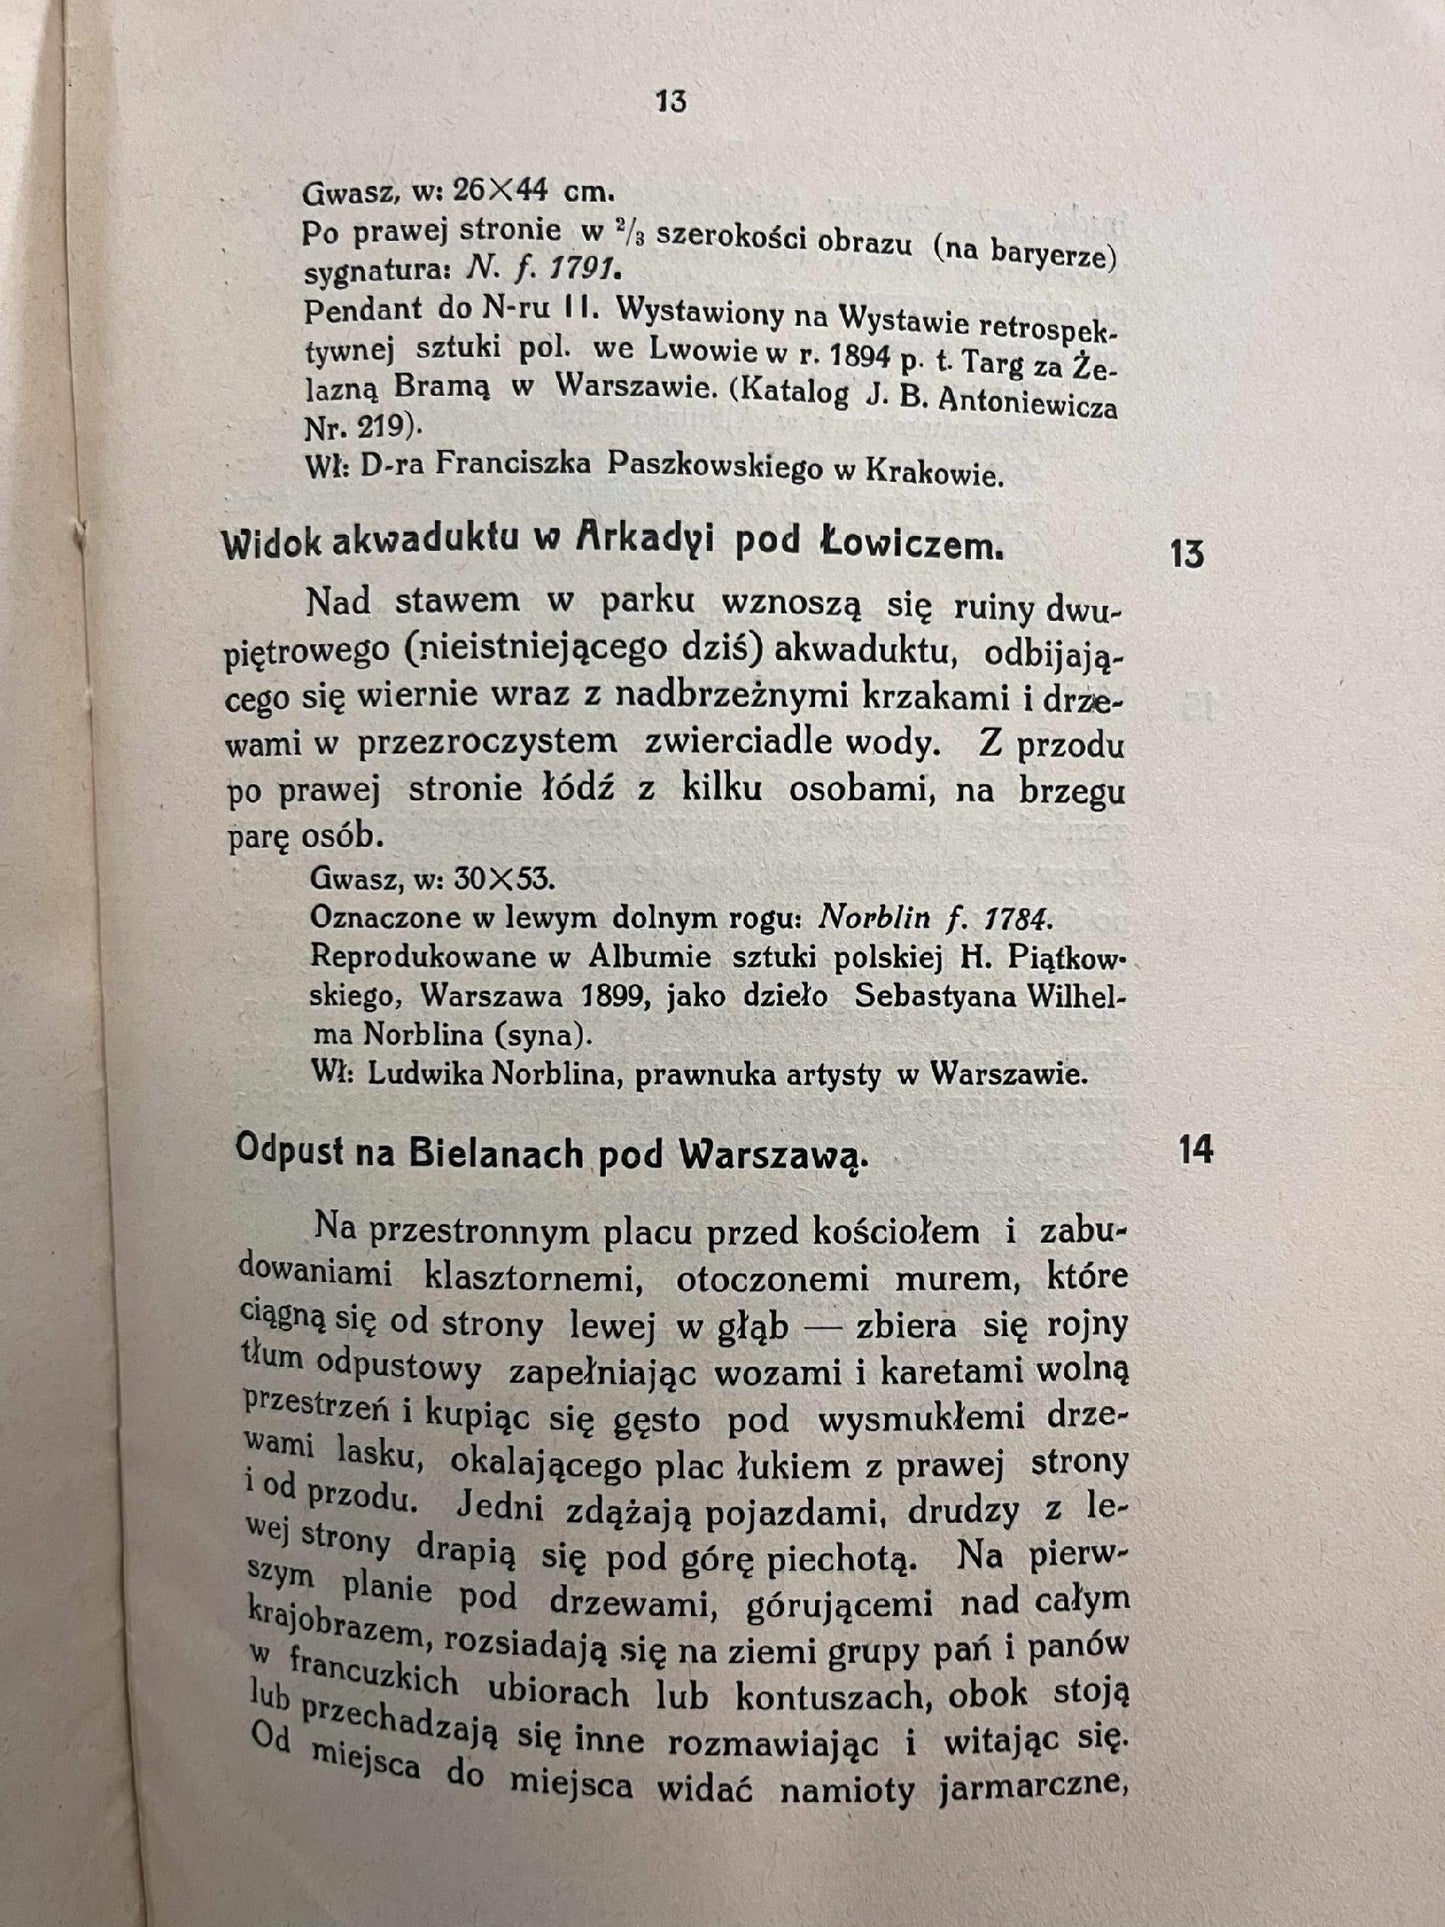 13
Gwasz, w: 26×44 cm.
Po prawej stronie w ²/₃ szerokości obrazu (na baryerze)
sygnatura: N. f. 1791.
Pendant do N-ru 11. Wystawiony na Wystawie retrospek-
tywnej sztuki pol. we Lwowie w r. 1894 p. t. Targ za Że-
lazną Bramą w Warszawie. (Katalog J. B. Antoniewicza
Nr. 219).
Wł: D-ra Franciszka Paszkowskiego w Krakowie.
Widok akwaduktu w Arkadyi pod Łowiczem. 13
Nad stawem w parku wznoszą się ruiny dwu-
piętrowego (nieistniejącego dziś) akwaduktu, odbijają-
cego się wiernie wraz z nadbrzeżnymi krzakami i drze-
wami w przezroczystem zwierciadle wody. Z przodu
po prawej stronie łódź z kilku osobami, na brzegu
parę osób.
Gwasz, w: 30×53.
Oznaczone w lewym dolnym rogu: Norblin f. 1784.
Reprodukowane w Albumie sztuki polskiej H. Piątkow-
skiego, Warszawa 1899, jako dzieło Sebastyana Wilhel-
ma Norblina (syna).
Wł: Ludwika Norblina, prawnuka artysty w Warszawie.
Odpust na Bielanach pod Warszawą. 14
Na przestronnym placu przed kościołem i zabu-
dowaniami klasztornemi, otoczonemi murem, które
ciągną się od strony lewej w głąb — zbiera się rojny
tłum odpustowy zapełniając wozami i karetami wolną
przestrzeń i kupiąc się gęsto pod wysmukłemi drze-
wami lasku, okalającego plac łukiem z prawej strony
i od przodu. Jedni zdążają pojazdami, drudzy z le-
wej strony drapią się pod górę piechotą. Na pierw-
szym planie pod drzewami, górującemi nad całym
krajobrazem, rozsiadają się na ziemi grupy pań i panów
w francuzkich ubiorach lub kontuszach, obok stoją
lub przechadzają się inne rozmawiając i witając się.
Od miejsca do miejsca widać namioty jarmarczne,